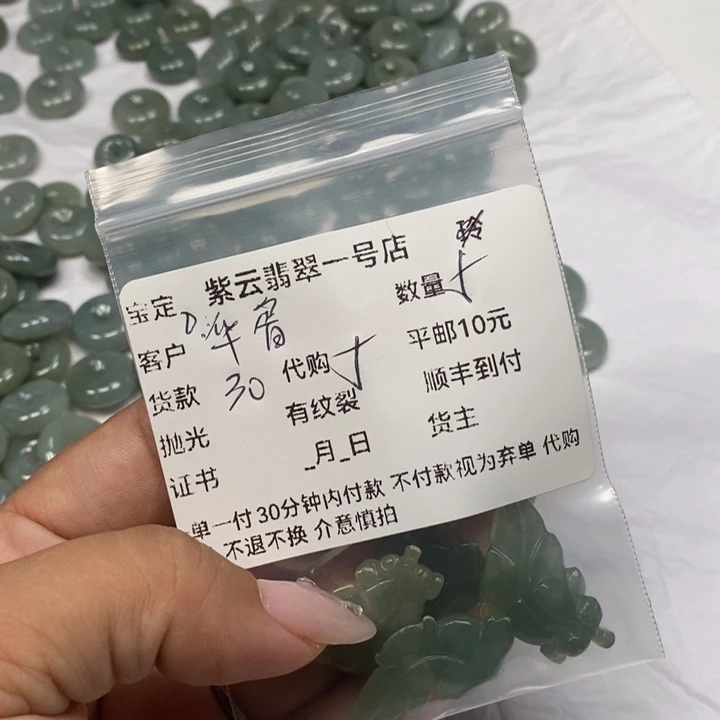 紫云翡翠一号店
宝定 数量
客户 华
平邮10元
货款 30 代购
顺丰到付
抛光 有纹裂
货主
证书 _月_日
单一付 30分钟内付款 不付款视为弃单 代购
不退不换 介意慎拍